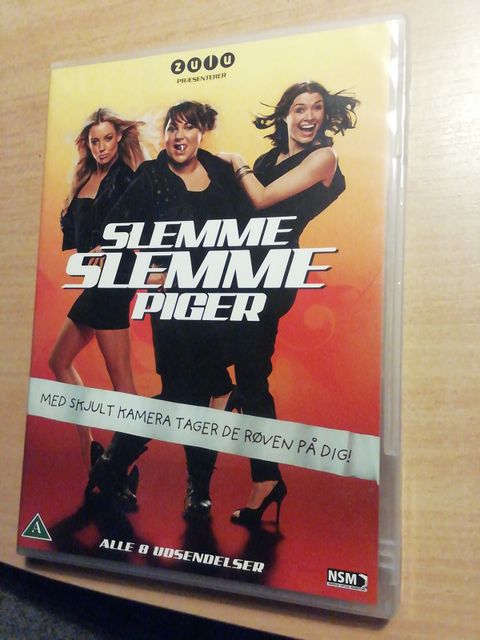 ZULU
PRÆSENTERER
SLEMME
SLEMME
PIGER
MED SKJULT KAMERA TAGER DE RØVEN PÅ DIG!
A
ALLE 8 UDSENDELSER
NSM